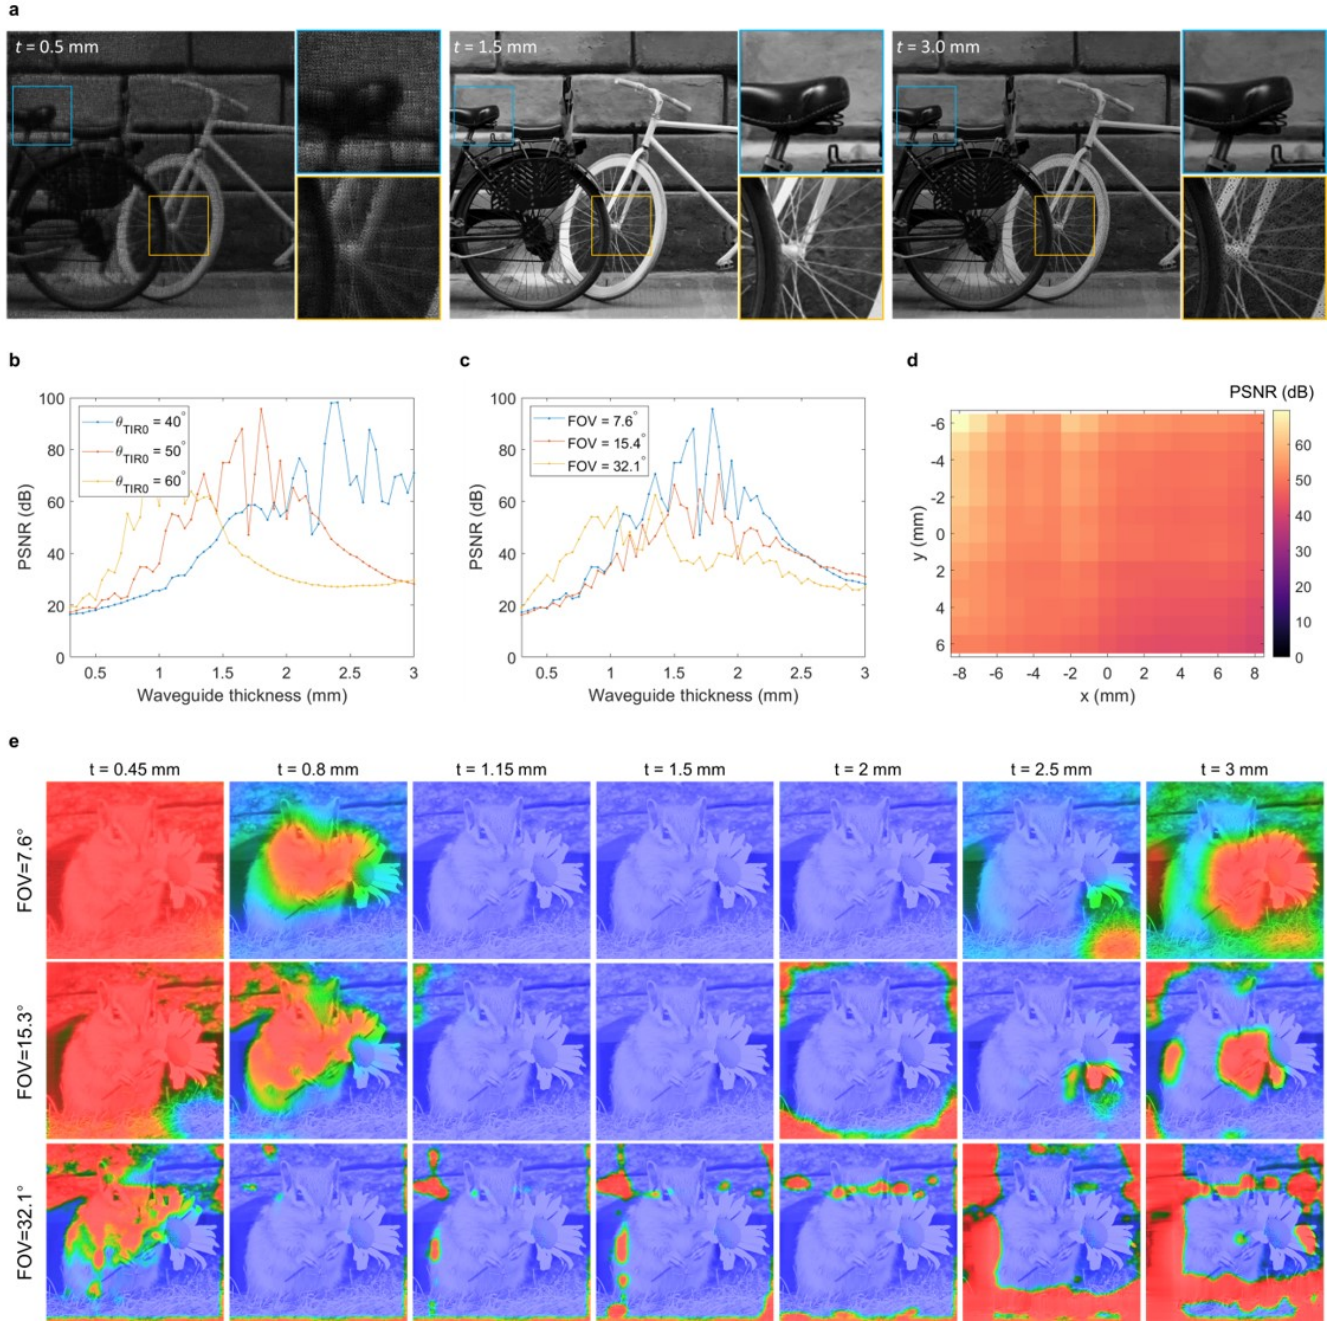 a
t = 0.5 mm
t = 1.5 mm
t = 3.0 mm
b
c
d
PSNR (dB)
100
80
60
40
20
0
0.5 1 1.5 2 2.5 3
Waveguide thickness (mm)
θTIR0 = 40°
θTIR0 = 50°
θTIR0 = 60°
PSNR (dB)
100
80
60
40
20
0
0.5 1 1.5 2 2.5 3
Waveguide thickness (mm)
FOV = 7.6°
FOV = 15.4°
FOV = 32.1°
PSNR (dB)
y (mm)
-6
-4
-2
0
2
4
6
-8 -6 -4 -2 0 2 4 6 8
x (mm)
60
50
40
30
20
10
0
e
t = 0.45 mm t = 0.8 mm t = 1.15 mm t = 1.5 mm t = 2 mm t = 2.5 mm t = 3 mm
FOV=7.6°
FOV=15.3°
FOV=32.1°